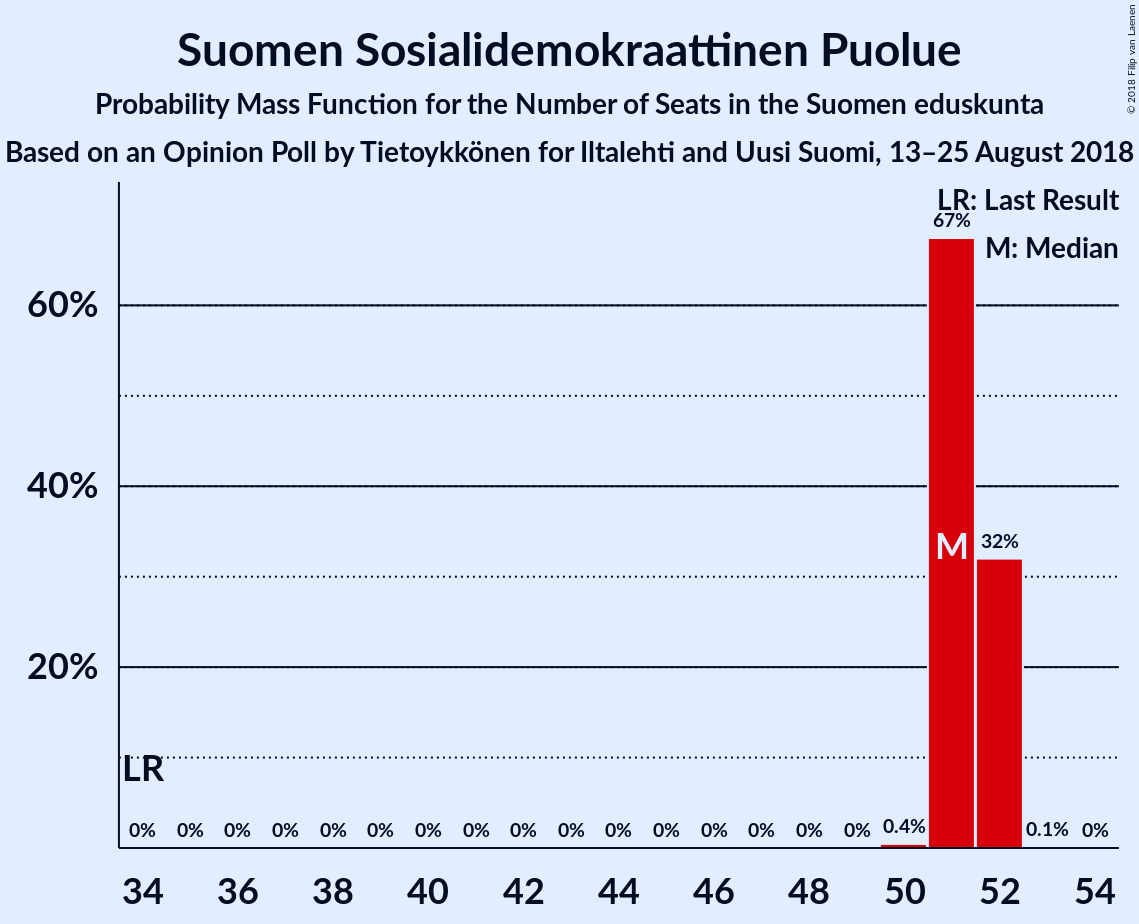 Suomen Sosialidemokraattinen Puolue
Probability Mass Function for the Number of Seats in the Suomen eduskunta
Based on an Opinion Poll by Tietoykkönen for Iltalehti and Uusi Suomi, 13–25 August 2018
© 2018 Filip van Laenen
LR: Last Result
67%
M: Median
60%
40%
M
32%
20%
LR
0% 0% 0% 0% 0% 0% 0% 0% 0% 0% 0% 0% 0% 0% 0% 0% 0.4% 0.1% 0%
34 36 38 40 42 44 46 48 50 52 54